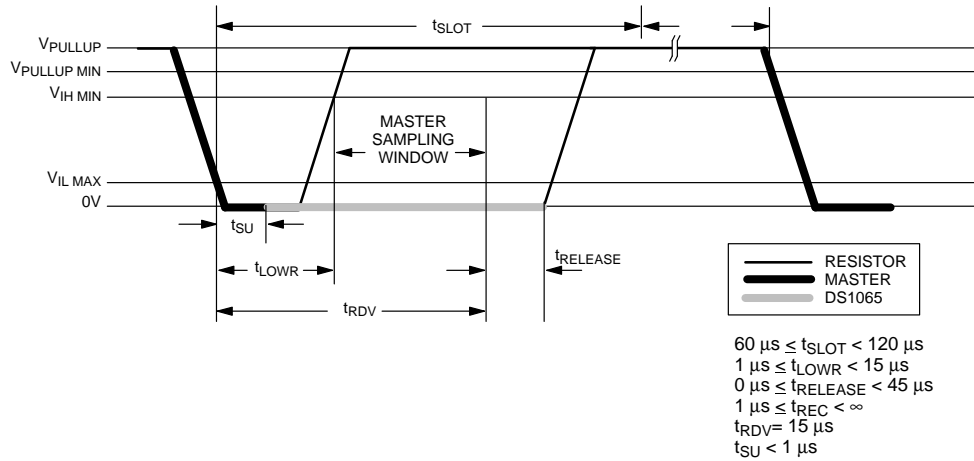 tSLOT
VPULLUP
VPULLUP MIN
VIH MIN
MASTER
SAMPLING
WINDOW
VIL MAX
0V
tSU
tLOWR
tRELEASE
tRDV
RESISTOR
MASTER
DS1065
60 μs ≤ tSLOT < 120 μs
1 μs ≤ tLOWR < 15 μs
0 μs ≤ tRELEASE < 45 μs
1 μs ≤ tREC < ∞
tRDV= 15 μs
tSU < 1 μs